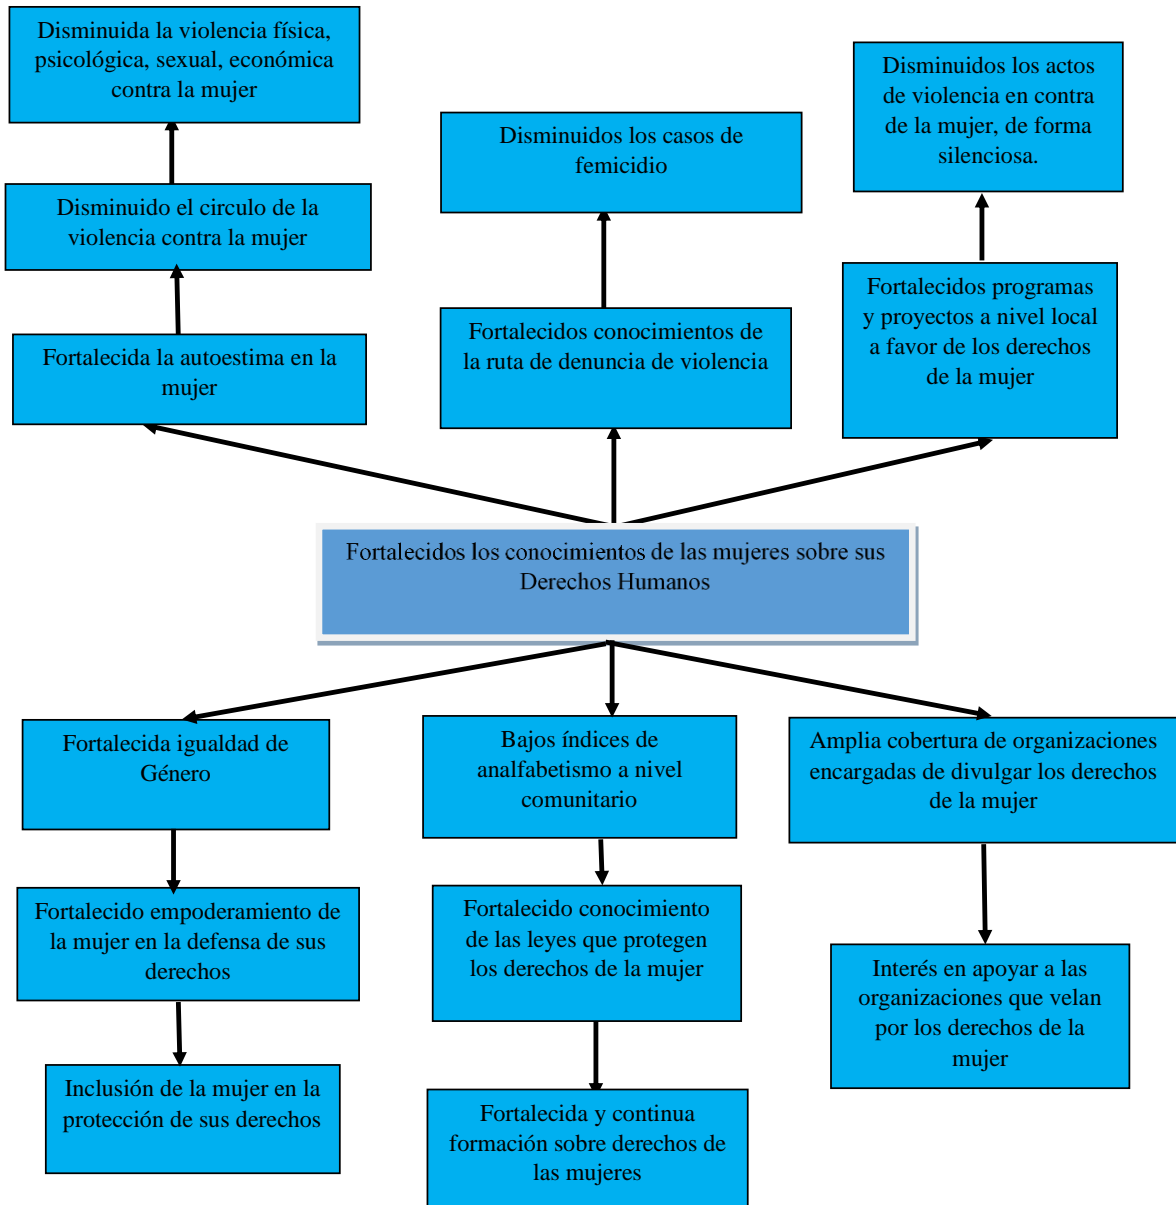 Disminuida la violencia física,
psicológica, sexual, económica
contra la mujer
Disminuidos los casos de
femicidio
Disminuidos los actos
de violencia en contra
de la mujer, de forma
silenciosa.
Disminuido el circulo de la
violencia contra la mujer
Fortalecida la autoestima en la
mujer
Fortalecidos conocimientos de
la ruta de denuncia de violencia
Fortalecidos programas
y proyectos a nivel local
a favor de los derechos
de la mujer
Fortalecidos los conocimientos de las mujeres sobre sus
Derechos Humanos
Fortalecida igualdad de
Género
Bajos índices de
analfabetismo a nivel
comunitario
Amplia cobertura de organizaciones
encargadas de divulgar los derechos
de la mujer
Fortalecido empoderamiento de
la mujer en la defensa de sus
derechos
Fortalecido conocimiento
de las leyes que protegen
los derechos de la mujer
Interés en apoyar a las
organizaciones que velan
por los derechos de la
mujer
Inclusión de la mujer en la
protección de sus derechos
Fortalecida y continua
formación sobre derechos de
las mujeres